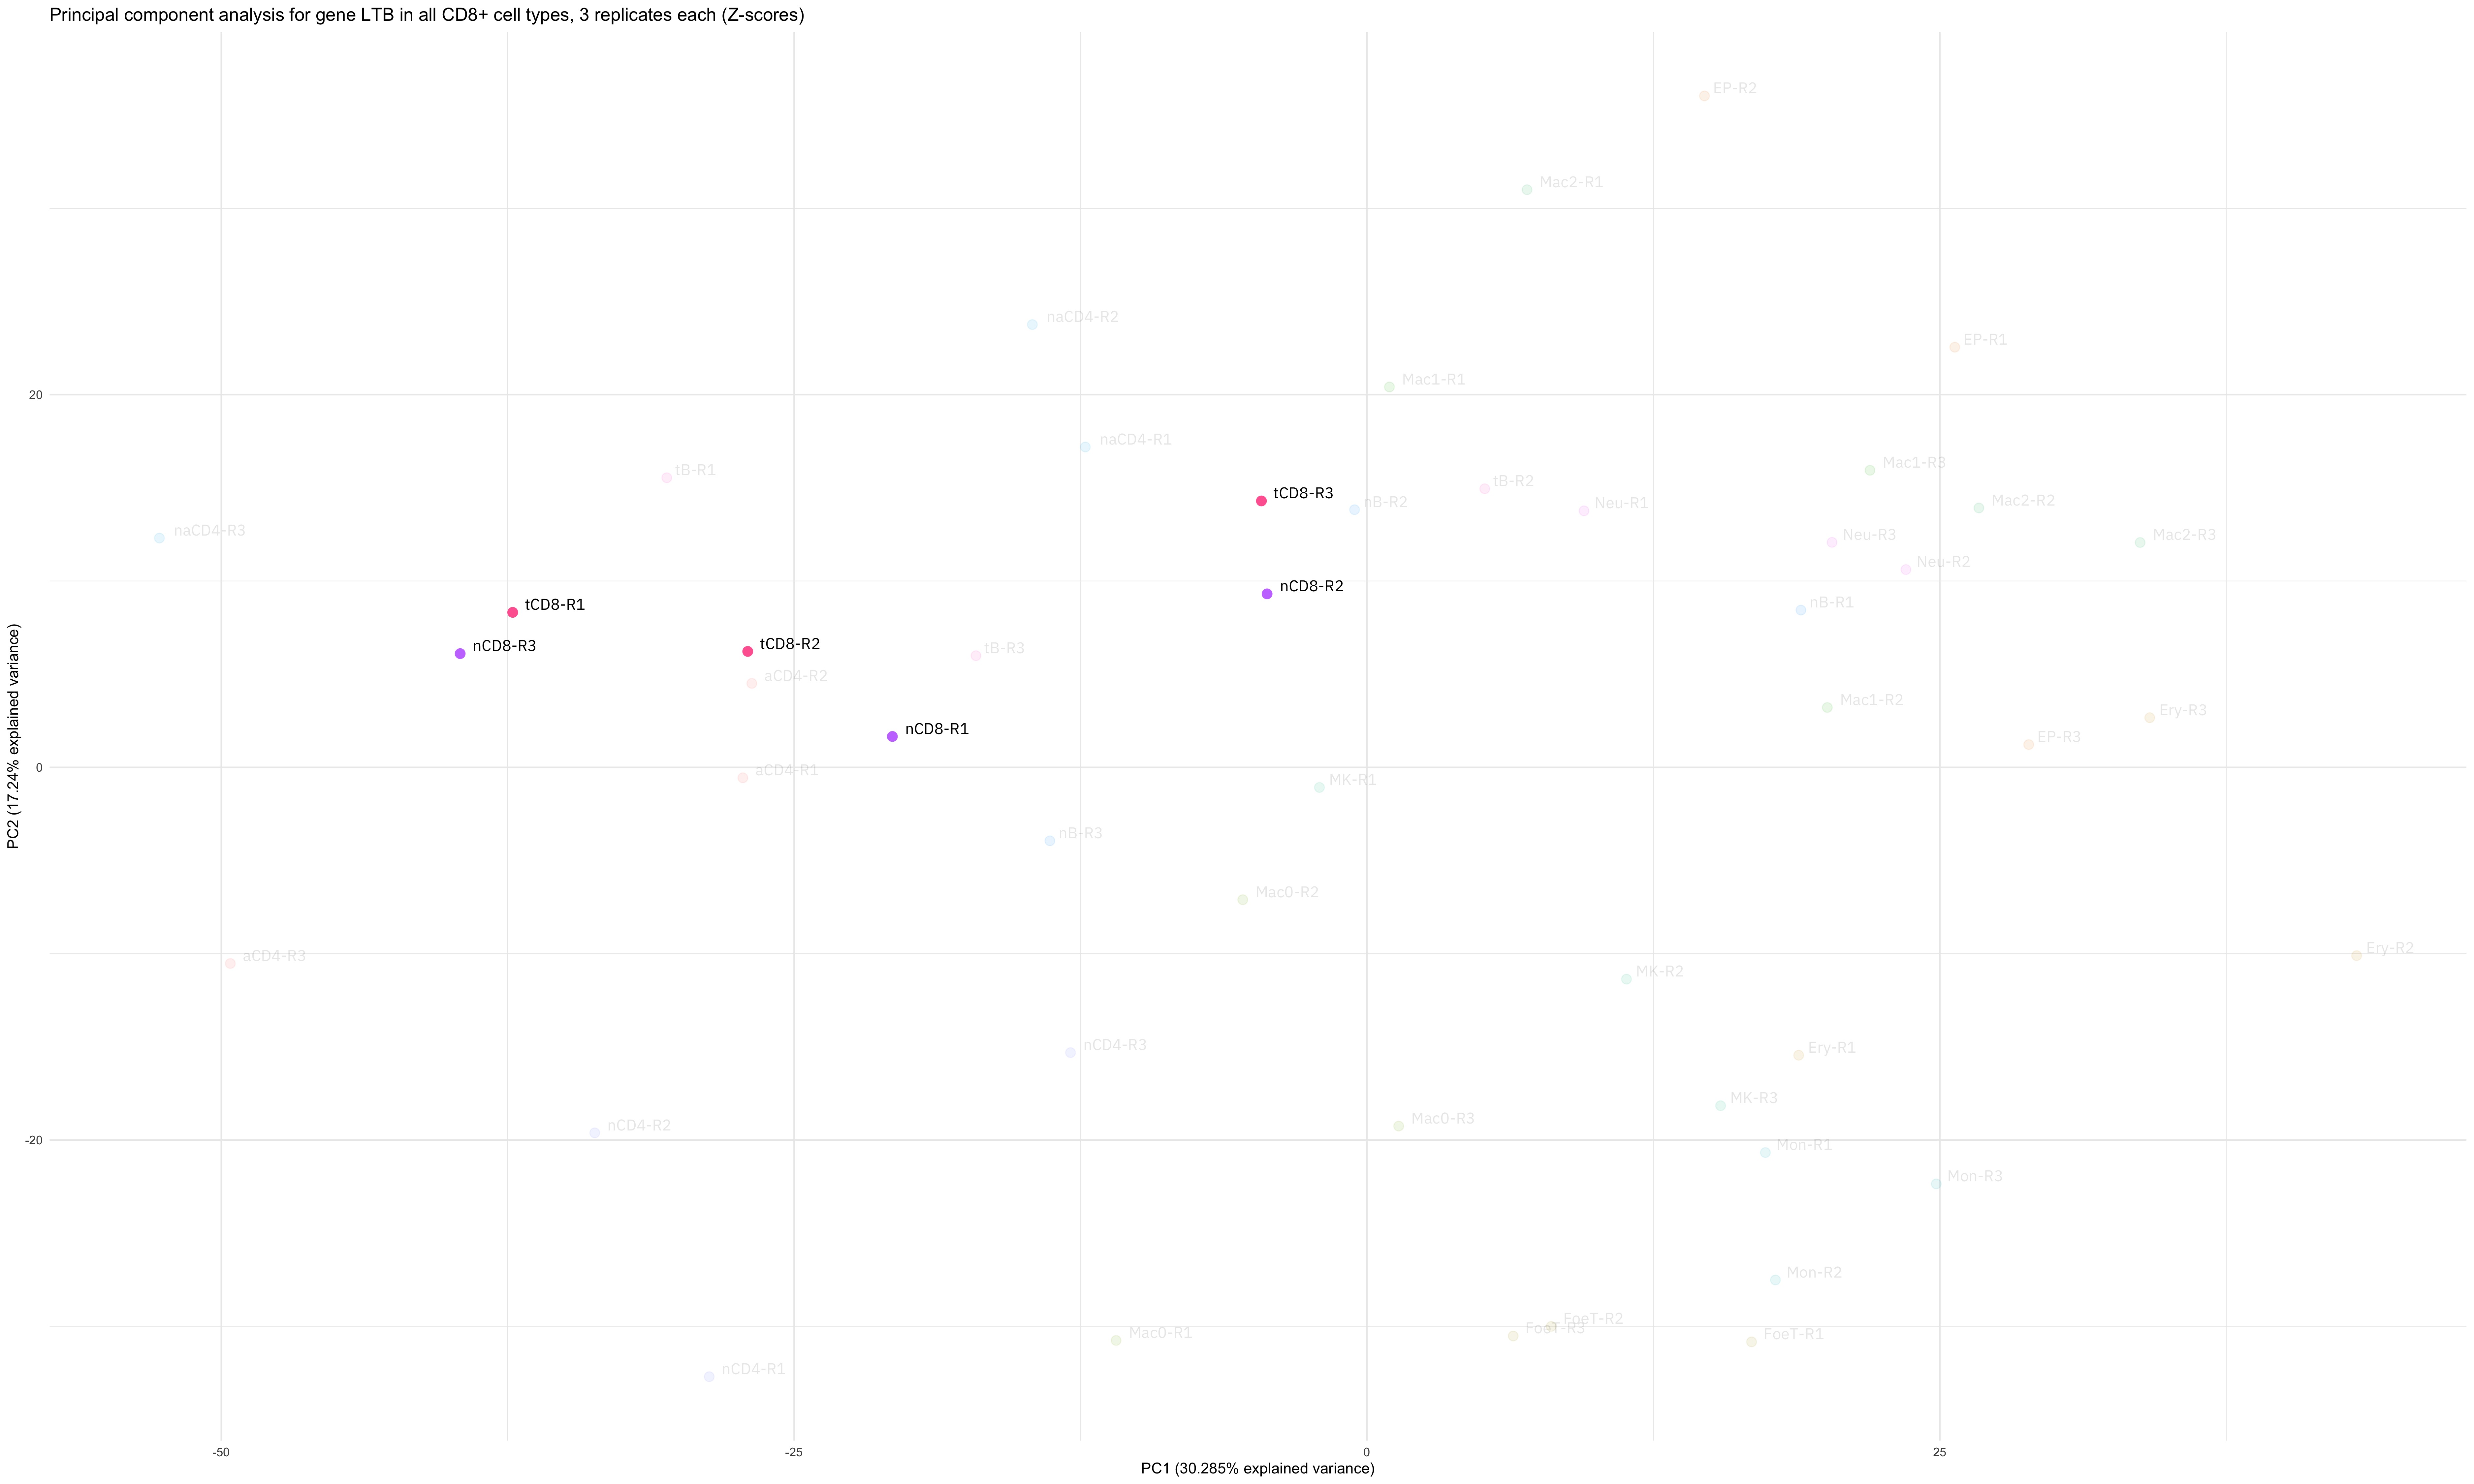 Principal component analysis for gene LTB in all CD8+ cell types, 3 replicates each (Z-scores)
EP-R2
Mac2-R1
naCD4-R2
EP-R1
Mac1-R1
20
naCD4-R1
Mac1-R3
tB-R1
tB-R2
tCD8-R3
Mac2-R2
nB-R2
Neu-R1
naCD4-R3
Neu-R3
Mac2-R3
Neu-R2
nCD8-R2
tCD8-R1
nB-R1
tCD8-R2
nCD8-R3
tB-R3
aCD4-R2
Mac1-R2
Ery-R3
nCD8-R1
EP-R3
0
aCD4-R1
MK-R1
PC2 (17.24% explained variance)
nB-R3
Mac0-R2
Ery-R2
aCD4-R3
MK-R2
nCD4-R3
Ery-R1
MK-R3
Mac0-R3
nCD4-R2
-20
Mon-R1
Mon-R3
Mon-R2
FoeT-R2
FoeT-R3
Mac0-R1
FoeT-R1
nCD4-R1
-50
-25
0
25
PC1 (30.285% explained variance)